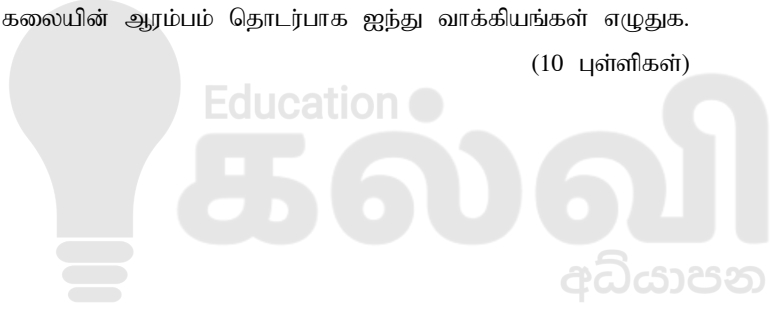 கலையின் ஆரம்பம் தொடர்பாக ஐந்து வாக்கியங்கள் எழுதுக.
(10 புள்ளிகள்)
Education
கல்வி
අධ්යාපන